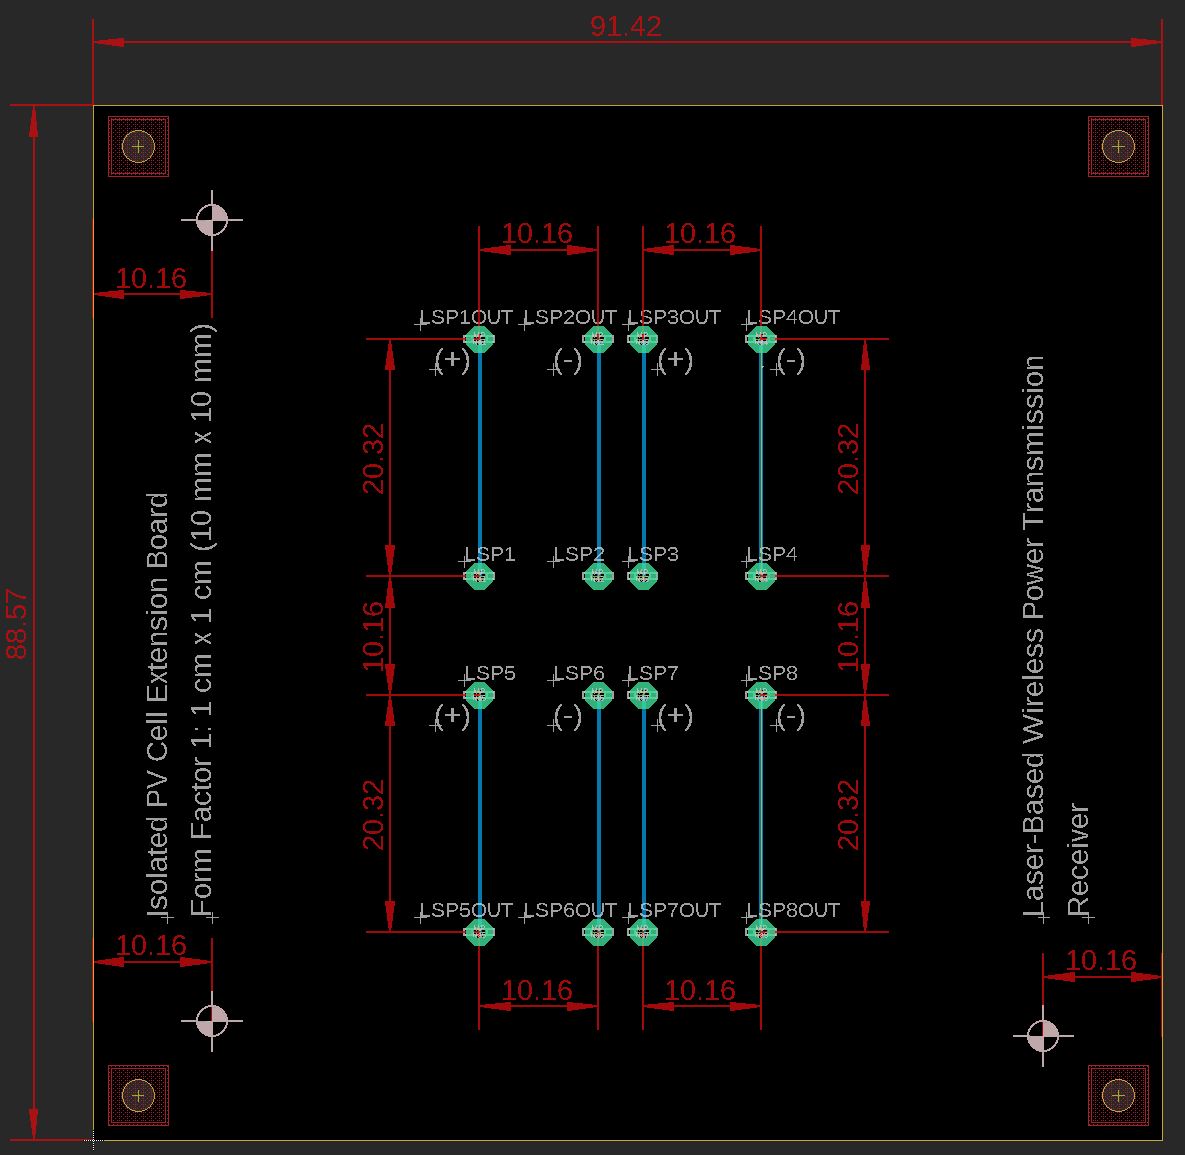 91.42
10.16 10.16
10.16
LSP1OUT LSP2OUT LSP3OUT LSP4OUT
(+) (-) (+) (-)
20.32 20.32
LSP1 LSP2 LSP3 LSP4
10.16 10.16
88.57
LSP5 LSP6 LSP7 LSP8
(+) (-) (+) (-)
20.32 20.32
LSP5OUT LSP6OUT LSP7OUT LSP8OUT
10.16
10.16
10.16 10.16
Isolated PV Cell Extension Board
Form Factor 1: 1 cm x 1 cm (10 mm x 10 mm)
Laser-Based Wireless Power Transmission
Receiver